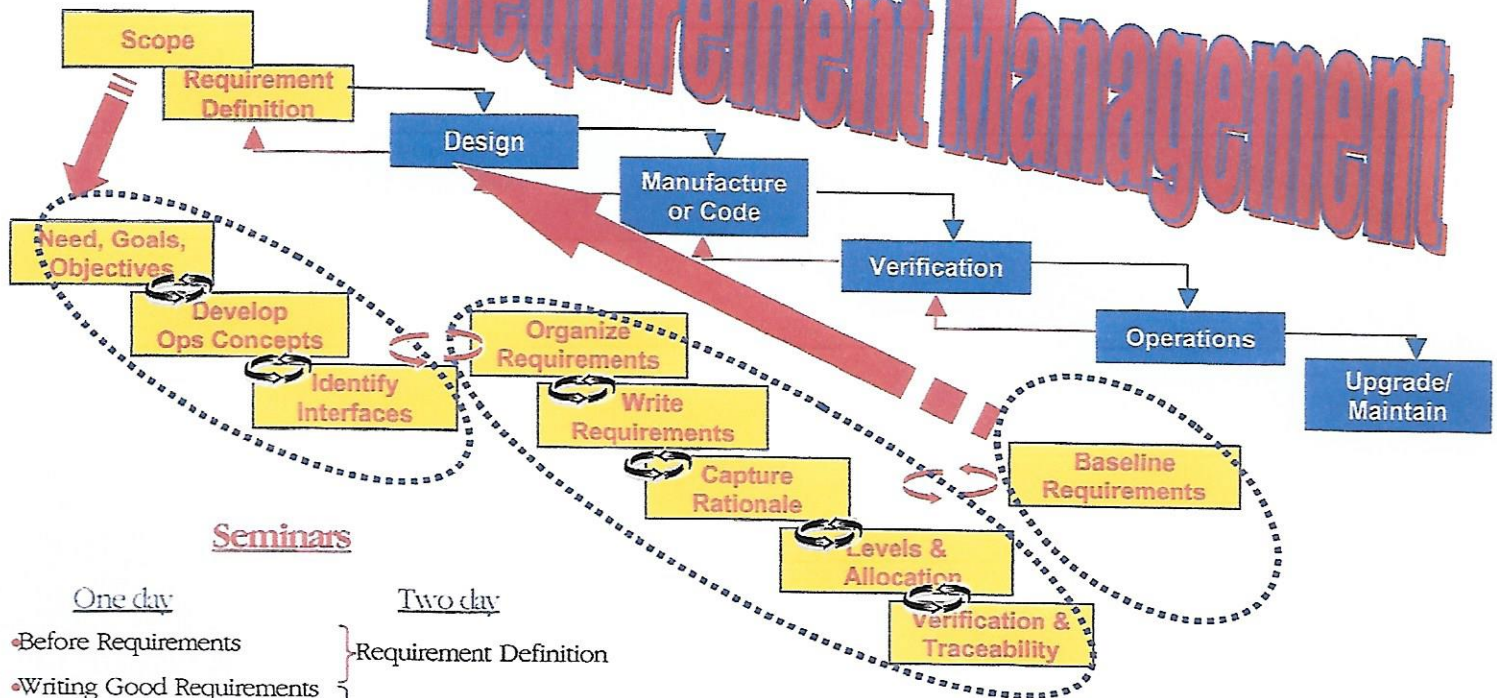 Requirement Management
Scope
Requirement
Definition
Design
Manufacture
or Code
Verification
Operations
Upgrade/
Maintain
Need, Goals,
Objectives
Develop
Ops Concepts
Identify
Interfaces
Organize
Requirements
Write
Requirements
Capture
Rationale
Levels &
Allocation
Verification &
Traceability
Baseline
Requirements
Seminars
One day
Two day
•Before Requirements
Requirement Definition
•Writing Good Requirements